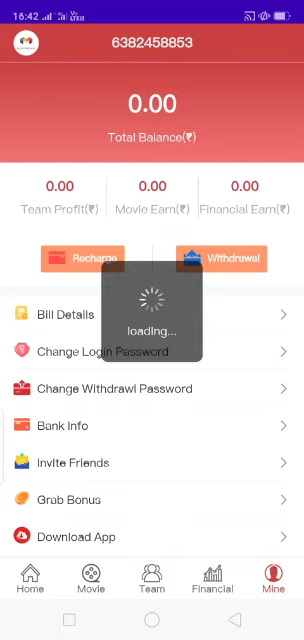 16:42
6382458853
0.00
Total Balance(₹)
0.00 0.00 0.00
Team Profit(₹) Movie Earn(₹) Financial Earn(₹)
Recharge Withdrawal
Bill Details
loading...
Change Login Password
Change Withdrawl Password
Bank Info
Invite Friends
Grab Bonus
Download App
Home Movie Team Financial Mine